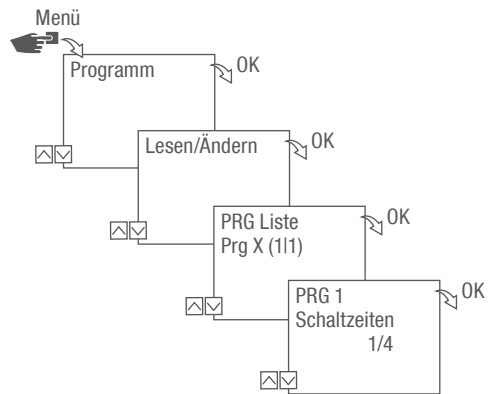 Menü
Programm
OK
Lesen/Ändern
OK
PRG Liste
Prg X (1|1)
OK
PRG 1
Schaltzeiten
1/4
OK